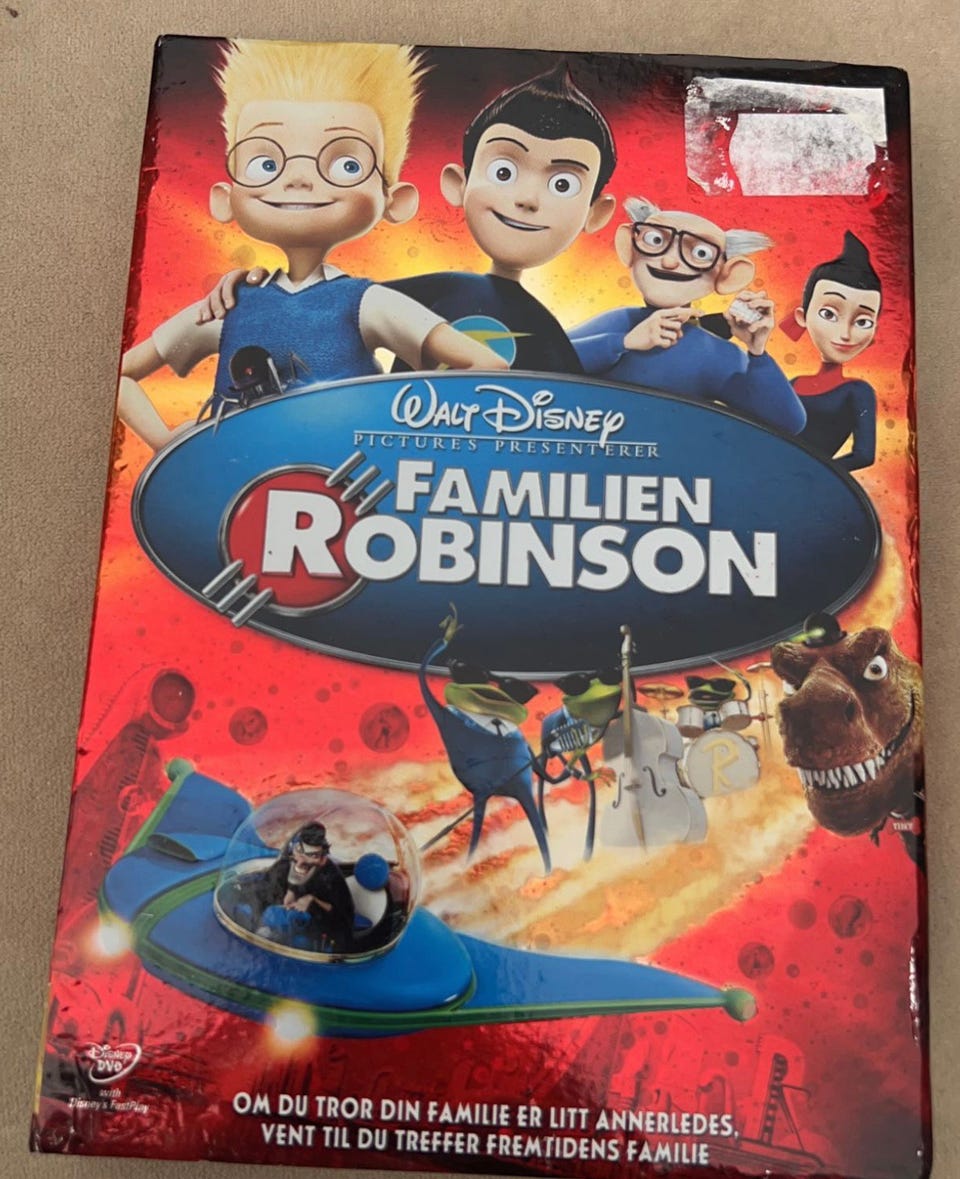 WALT DISNEY
PICTURES PRESENTERER
FAMILIEN
ROBINSON
R
TINY
DISNEY
DVD
with
Disney's FastPlay
OM DU TROR DIN FAMILIE ER LITT ANNERLEDES,
VENT TIL DU TREFFER FREMTIDENS FAMILIE